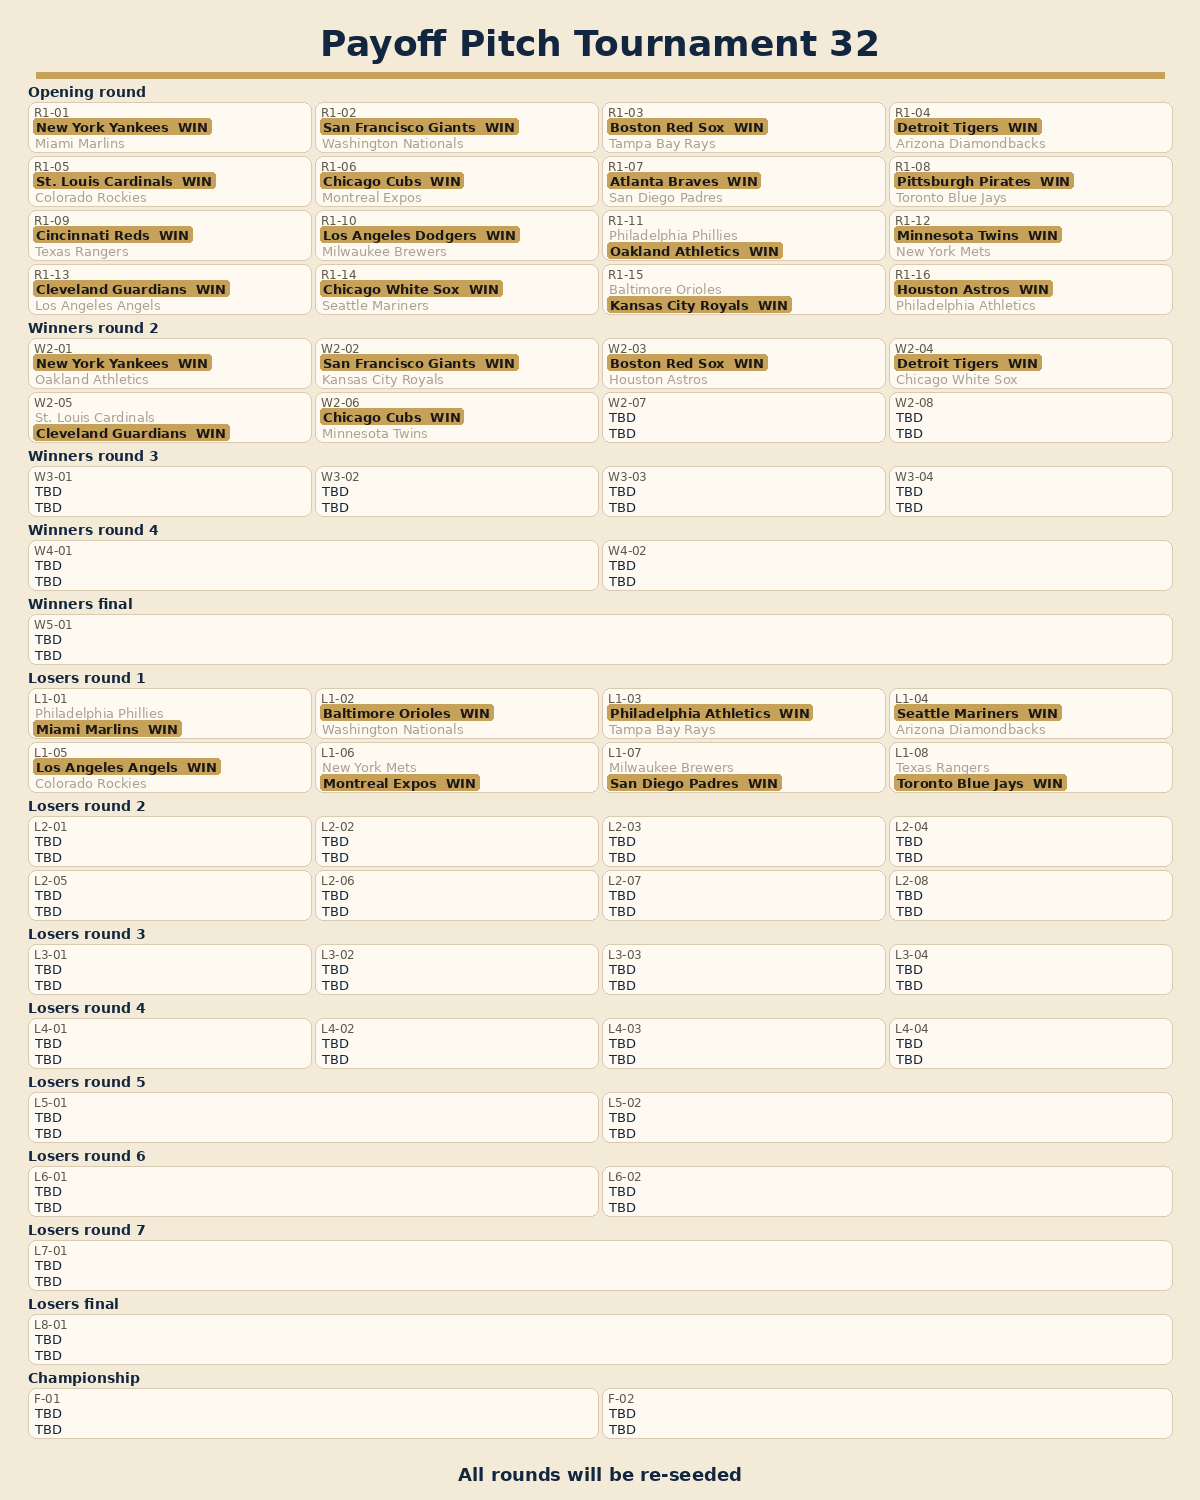 Payoff Pitch Tournament 32
Opening round
R1-01
New York Yankees WIN
Miami Marlins
R1-02
San Francisco Giants WIN
Washington Nationals
R1-03
Boston Red Sox WIN
Tampa Bay Rays
R1-04
Detroit Tigers WIN
Arizona Diamondbacks
R1-05
St. Louis Cardinals WIN
Colorado Rockies
R1-06
Chicago Cubs WIN
Montreal Expos
R1-07
Atlanta Braves WIN
San Diego Padres
R1-08
Pittsburgh Pirates WIN
Toronto Blue Jays
R1-09
Cincinnati Reds WIN
Texas Rangers
R1-10
Los Angeles Dodgers WIN
Milwaukee Brewers
R1-11
Philadelphia Phillies
Oakland Athletics WIN
R1-12
Minnesota Twins WIN
New York Mets
R1-13
Cleveland Guardians WIN
Los Angeles Angels
R1-14
Chicago White Sox WIN
Seattle Mariners
R1-15
Baltimore Orioles
Kansas City Royals WIN
R1-16
Houston Astros WIN
Philadelphia Athletics
Winners round 2
W2-01
New York Yankees WIN
Oakland Athletics
W2-02
San Francisco Giants WIN
Kansas City Royals
W2-03
Boston Red Sox WIN
Houston Astros
W2-04
Detroit Tigers WIN
Chicago White Sox
W2-05
St. Louis Cardinals
Cleveland Guardians WIN
W2-06
Chicago Cubs WIN
Minnesota Twins
W2-07
TBD
TBD
W2-08
TBD
TBD
Winners round 3
W3-01
TBD
TBD
W3-02
TBD
TBD
W3-03
TBD
TBD
W3-04
TBD
TBD
Winners round 4
W4-01
TBD
TBD
W4-02
TBD
TBD
Winners final
W5-01
TBD
TBD
Losers round 1
L1-01
Philadelphia Phillies
Miami Marlins WIN
L1-02
Baltimore Orioles WIN
Washington Nationals
L1-03
Philadelphia Athletics WIN
Tampa Bay Rays
L1-04
Seattle Mariners WIN
Arizona Diamondbacks
L1-05
Los Angeles Angels WIN
Colorado Rockies
L1-06
New York Mets
Montreal Expos WIN
L1-07
Milwaukee Brewers
San Diego Padres WIN
L1-08
Texas Rangers
Toronto Blue Jays WIN
Losers round 2
L2-01
TBD
TBD
L2-02
TBD
TBD
L2-03
TBD
TBD
L2-04
TBD
TBD
L2-05
TBD
TBD
L2-06
TBD
TBD
L2-07
TBD
TBD
L2-08
TBD
TBD
Losers round 3
L3-01
TBD
TBD
L3-02
TBD
TBD
L3-03
TBD
TBD
L3-04
TBD
TBD
Losers round 4
L4-01
TBD
TBD
L4-02
TBD
TBD
L4-03
TBD
TBD
L4-04
TBD
TBD
Losers round 5
L5-01
TBD
TBD
L5-02
TBD
TBD
Losers round 6
L6-01
TBD
TBD
L6-02
TBD
TBD
Losers round 7
L7-01
TBD
TBD
Losers final
L8-01
TBD
TBD
Championship
F-01
TBD
TBD
F-02
TBD
TBD
All rounds will be re-seeded